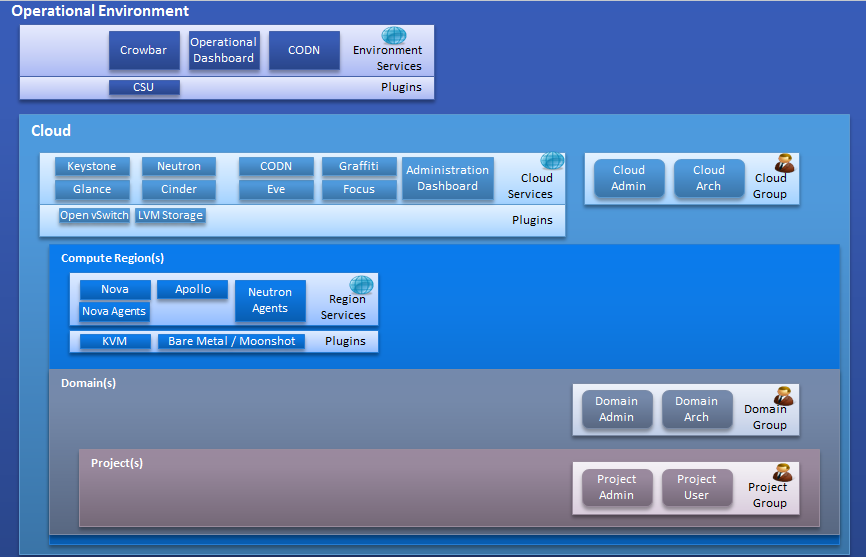 Operational Environment
Crowbar
Operational
Dashboard
CODN
Environment
Services
CSU
Plugins
Cloud
Keystone
Neutron
CODN
Graffiti
Glance
Cinder
Eve
Focus
Administration
Dashboard
Cloud
Services
Open vSwitch
LVM Storage
Plugins
Cloud
Admin
Cloud
Arch
Cloud
Group
Compute Region(s)
Nova
Apollo
Nova Agents
Neutron
Agents
Region
Services
KVM
Bare Metal / Moonshot
Plugins
Domain(s)
Domain
Admin
Domain
Arch
Domain
Group
Project(s)
Project
Admin
Project
User
Project
Group